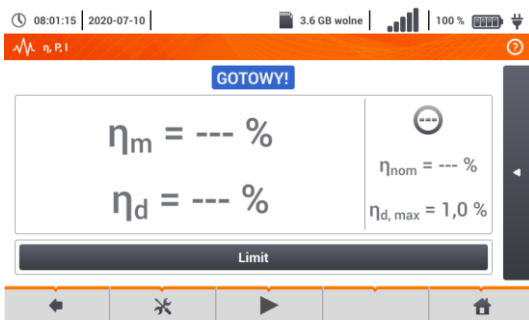 08:01:15 2020-07-10 3.6 GB wolne 100 %
η, P, I
GOTOWY!
ηm = --- %
ηd = --- %
---
ηnom = --- %
ηd, max = 1,0 %
Limit